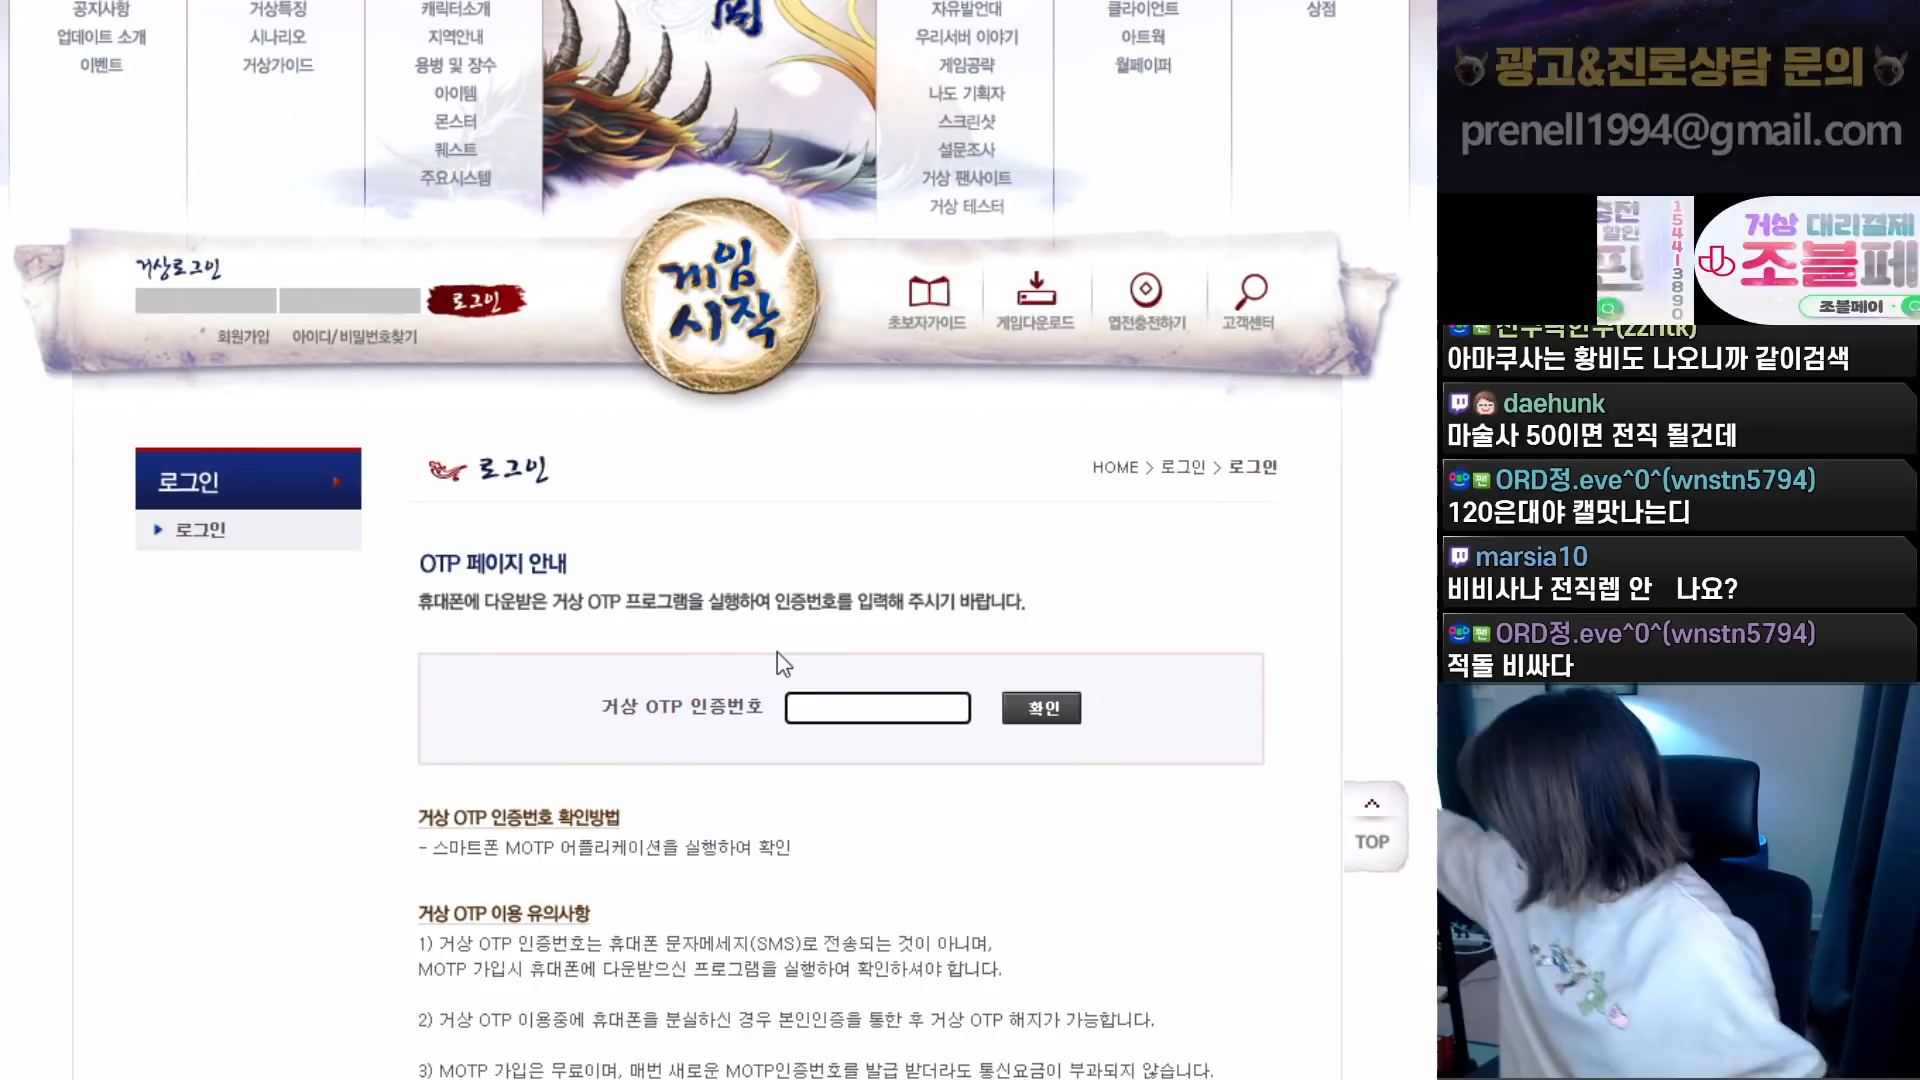 공지사항
업데이트 소개
이벤트
거상특징
시나리오
거상가이드
캐릭터소개
지역안내
용병 및 장수
아이템
몬스터
퀘스트
주요시스템
자유발언대
우리서버 이야기
게임공략
나도 기획자
스크린샷
설문조사
거상 팬사이트
거상 테스터
클라이언트
아트웍
월페이퍼
상점
거상로그인
로그인
회원가입
아이디/비밀번호찾기
게임
시작
초보자가이드
게임다운로드
엽전충전하기
고객센터
로그인
로그인
로그인
HOME > 로그인 > 로그인
OTP 페이지 안내
휴대폰에 다운받은 거상 OTP 프로그램을 실행하여 인증번호를 입력해 주시기 바랍니다.
거상 OTP 인증번호
확인
거상 OTP 인증번호 확인방법
- 스마트폰 MOTP 어플리케이션을 실행하여 확인
거상 OTP 이용 유의사항
1) 거상 OTP 인증번호는 휴대폰 문자메세지(SMS)로 전송되는 것이 아니며,
MOTP 가입시 휴대폰에 다운받으신 프로그램을 실행하여 확인하셔야 합니다.
2) 거상 OTP 이용중에 휴대폰을 분실하신 경우 본인인증을 통한 후 거상 OTP 해지가 가능합니다.
3) MOTP 가입은 무료이며, 매번 새로운 MOTP인증번호를 발급 받더라도 통신요금이 부과되지 않습니다.
TOP
광고&진로상담 문의
prenell1994@gmail.com
1544-3890
거상 대리결제
조블페
조블페이
아마쿠사는 황비도 나오니까 같이검색
daehunk
마술사 50이면 전직 될건데
ORD정.eve^0^(wnstn5794)
120은대야 캘맛나는디
marsia10
비비사나 전직렙 안 나요?
ORD정.eve^0^(wnstn5794)
적돌 비싸다